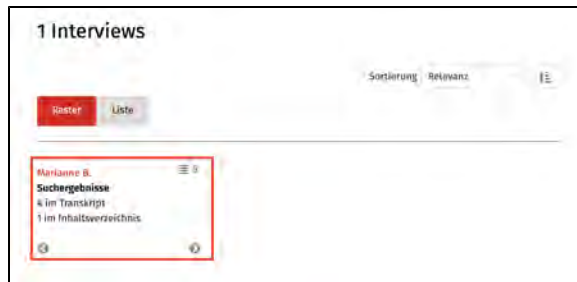 1 Interviews
Sortierung Relevanz
Raster Liste
Marianne B.
Suchergebnisse
4 im Transkript
1 im Inhaltsverzeichnis